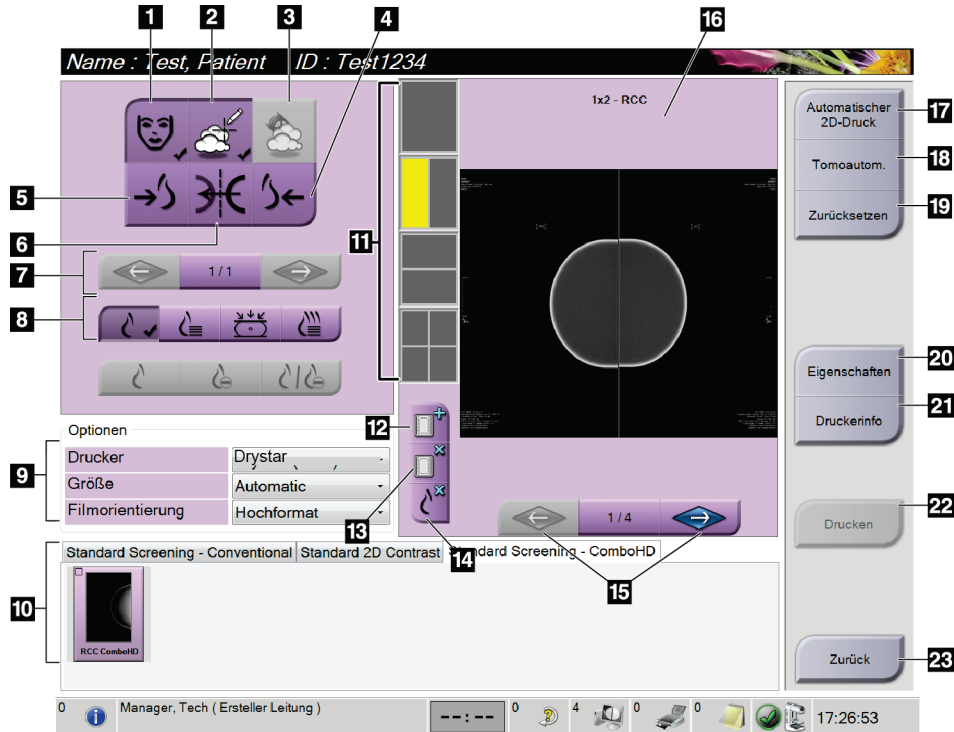 1 2 3 4
16
Name : Test, Patient ID : Test1234
1x2 - RCC
Automatischer
2D-Druck
17
Tomoautom.
18
Zurücksetzen
19
5
6
7
1/1
8
11
Eigenschaften
20
Druckerinfo
21
12
Optionen
9
Drucker
Drystar
Größe
Automatic
Filmorientierung
Hochformat
13
14
1/4
15
Drucken
22
Standard Screening - Conventional
Standard 2D Contrast
ndard Screening - ComboHD
10
RCC ComboHD
Zurück
23
0
Manager, Tech ( Ersteller Leitung )
--:--
0
4
0
0
17:26:53